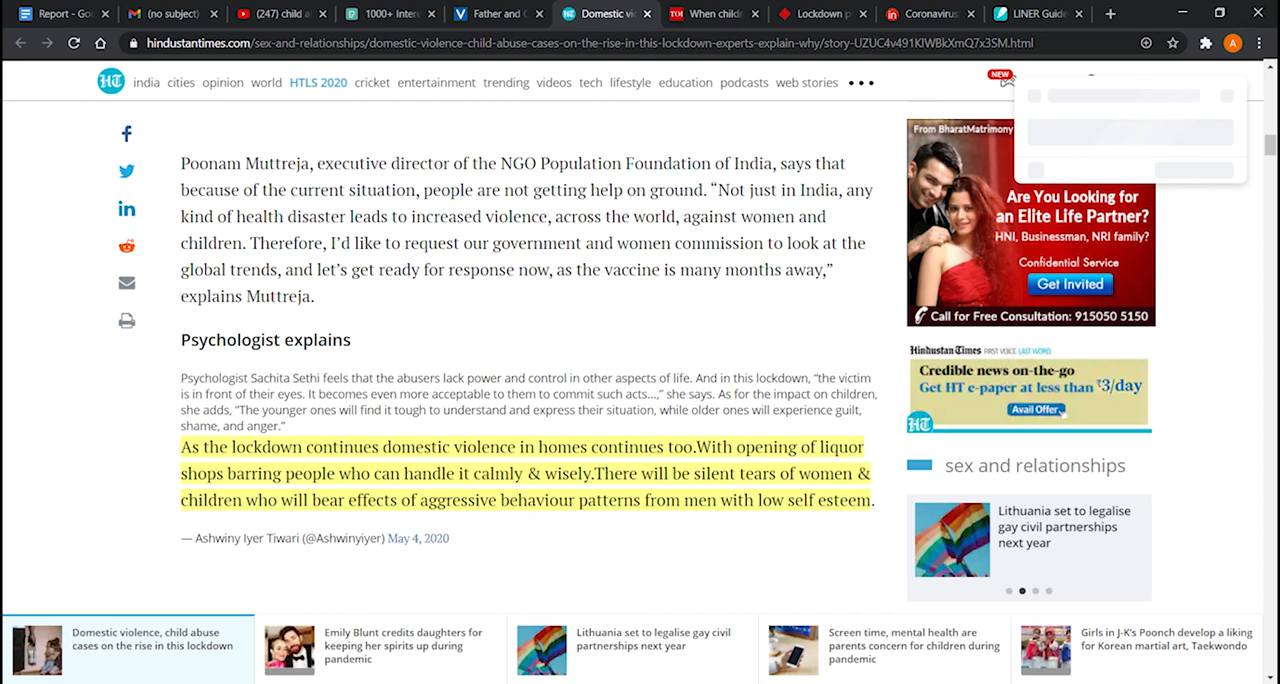 Report - Goo
(no subject)
(247) child a
1000+ Inter
Father and C
Domestic vi
When childr
Lockdown p
Coronavirus
LINER Guide
hindustantimes.com/sex-and-relationships/domestic-violence-child-abuse-cases-on-the-rise-in-this-lockdown-experts-explain-why/story-UZUC4v491KIWBkXmQ7x3SM.html
A
HT india cities opinion world HTLS 2020 cricket entertainment trending videos tech lifestyle education podcasts web stories
NEW
Poonam Muttreja, executive director of the NGO Population Foundation of India, says that
because of the current situation, people are not getting help on ground. “Not just in India, any
kind of health disaster leads to increased violence, across the world, against women and
children. Therefore, I’d like to request our government and women commission to look at the
global trends, and let’s get ready for response now, as the vaccine is many months away,”
explains Muttreja.
Psychologist explains
Psychologist Sachita Sethi feels that the abusers lack power and control in other aspects of life. And in this lockdown, “the victim
is in front of their eyes. It becomes even more acceptable to them to commit such acts...,” she says. As for the impact on children,
she adds, “The younger ones will find it tough to understand and express their situation, while older ones will experience guilt,
shame, and anger.”
As the lockdown continues domestic violence in homes continues too.With opening of liquor
shops barring people who can handle it calmly & wisely.There will be silent tears of women &
children who will bear effects of aggressive behaviour patterns from men with low self esteem.
— Ashwiny Iyer Tiwari (@Ashwinyiyer) May 4, 2020
From BharatMatrimony
Are You Looking for
an Elite Life Partner?
HNI, Businessman, NRI family?
Confidential Service
Get Invited
Call for Free Consultation: 915050 5150
Hindustan Times FIRST VOICE. LAST WORD.
Credible news on-the-go
Get HT e-paper at less than ₹3/day
Avail Offer
HT
sex and relationships
Lithuania set to legalise
gay civil partnerships
next year
Domestic violence, child abuse
cases on the rise in this lockdown
Emily Blunt credits daughters for
keeping her spirits up during
pandemic
Lithuania set to legalise gay civil
partnerships next year
Screen time, mental health are
parents concern for children during
pandemic
Girls in J-K's Poonch develop a liking
for Korean martial art, Taekwondo